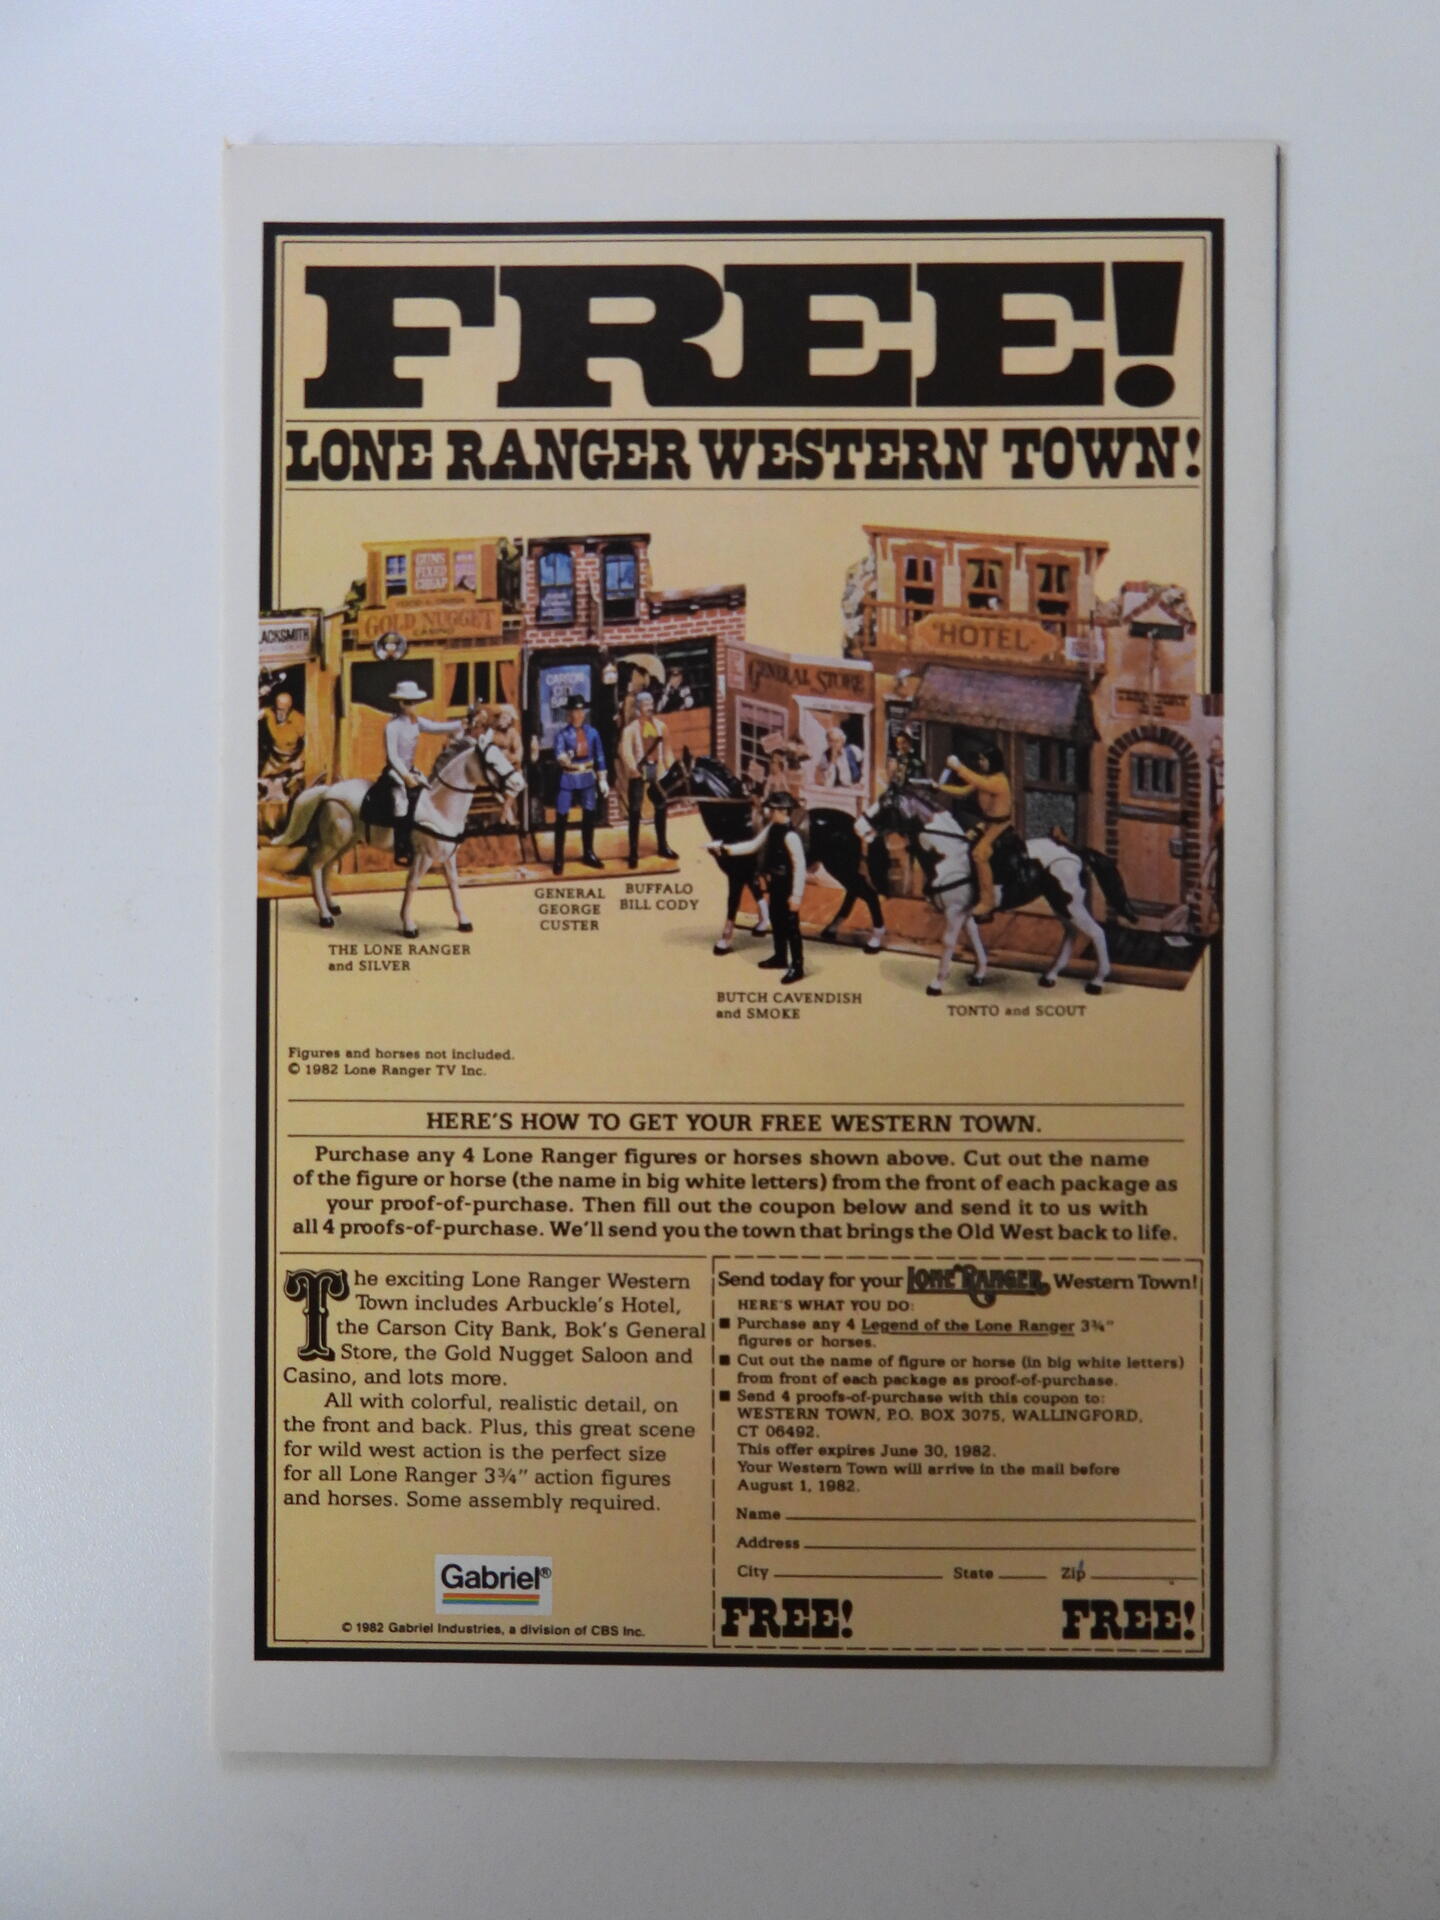 FREE!
LONE RANGER WESTERN TOWN!
GUNS
FIXED
CHEAP
GOLD NUGGET
CASINO
ACKSMITH
CARSON
CITY
GENERAL STORE
HOTEL
THE LONE RANGER
and SILVER
GENERAL
GEORGE
CUSTER
BUFFALO
BILL CODY
BUTCH CAVENDISH
and SMOKE
TONTO and SCOUT
Figures and horses not included.
© 1982 Lone Ranger TV Inc.
HERE'S HOW TO GET YOUR FREE WESTERN TOWN.
Purchase any 4 Lone Ranger figures or horses shown above. Cut out the name
of the figure or horse (the name in big white letters) from the front of each package as
your proof-of-purchase. Then fill out the coupon below and send it to us with
all 4 proofs-of-purchase. We'll send you the town that brings the Old West back to life.
The exciting Lone Ranger Western
Town includes Arbuckle's Hotel,
the Carson City Bank, Bok's General
Store, the Gold Nugget Saloon and
Casino, and lots more.
All with colorful, realistic detail, on
the front and back. Plus, this great scene
for wild west action is the perfect size
for all Lone Ranger 3¾" action figures
and horses. Some assembly required.
Gabriel®
© 1982 Gabriel Industries, a division of CBS Inc.
Send today for your LONE RANGER Western Town!
HERE'S WHAT YOU DO:
■ Purchase any 4 Legend of the Lone Ranger 3¾"
figures or horses.
■ Cut out the name of figure or horse (in big white letters)
from front of each package as proof-of-purchase.
■ Send 4 proofs-of-purchase with this coupon to:
WESTERN TOWN, P.O. BOX 3075, WALLINGFORD,
CT 06492.
This offer expires June 30, 1982.
Your Western Town will arrive in the mail before
August 1, 1982.
Name
Address
City State Zip
FREE! FREE!